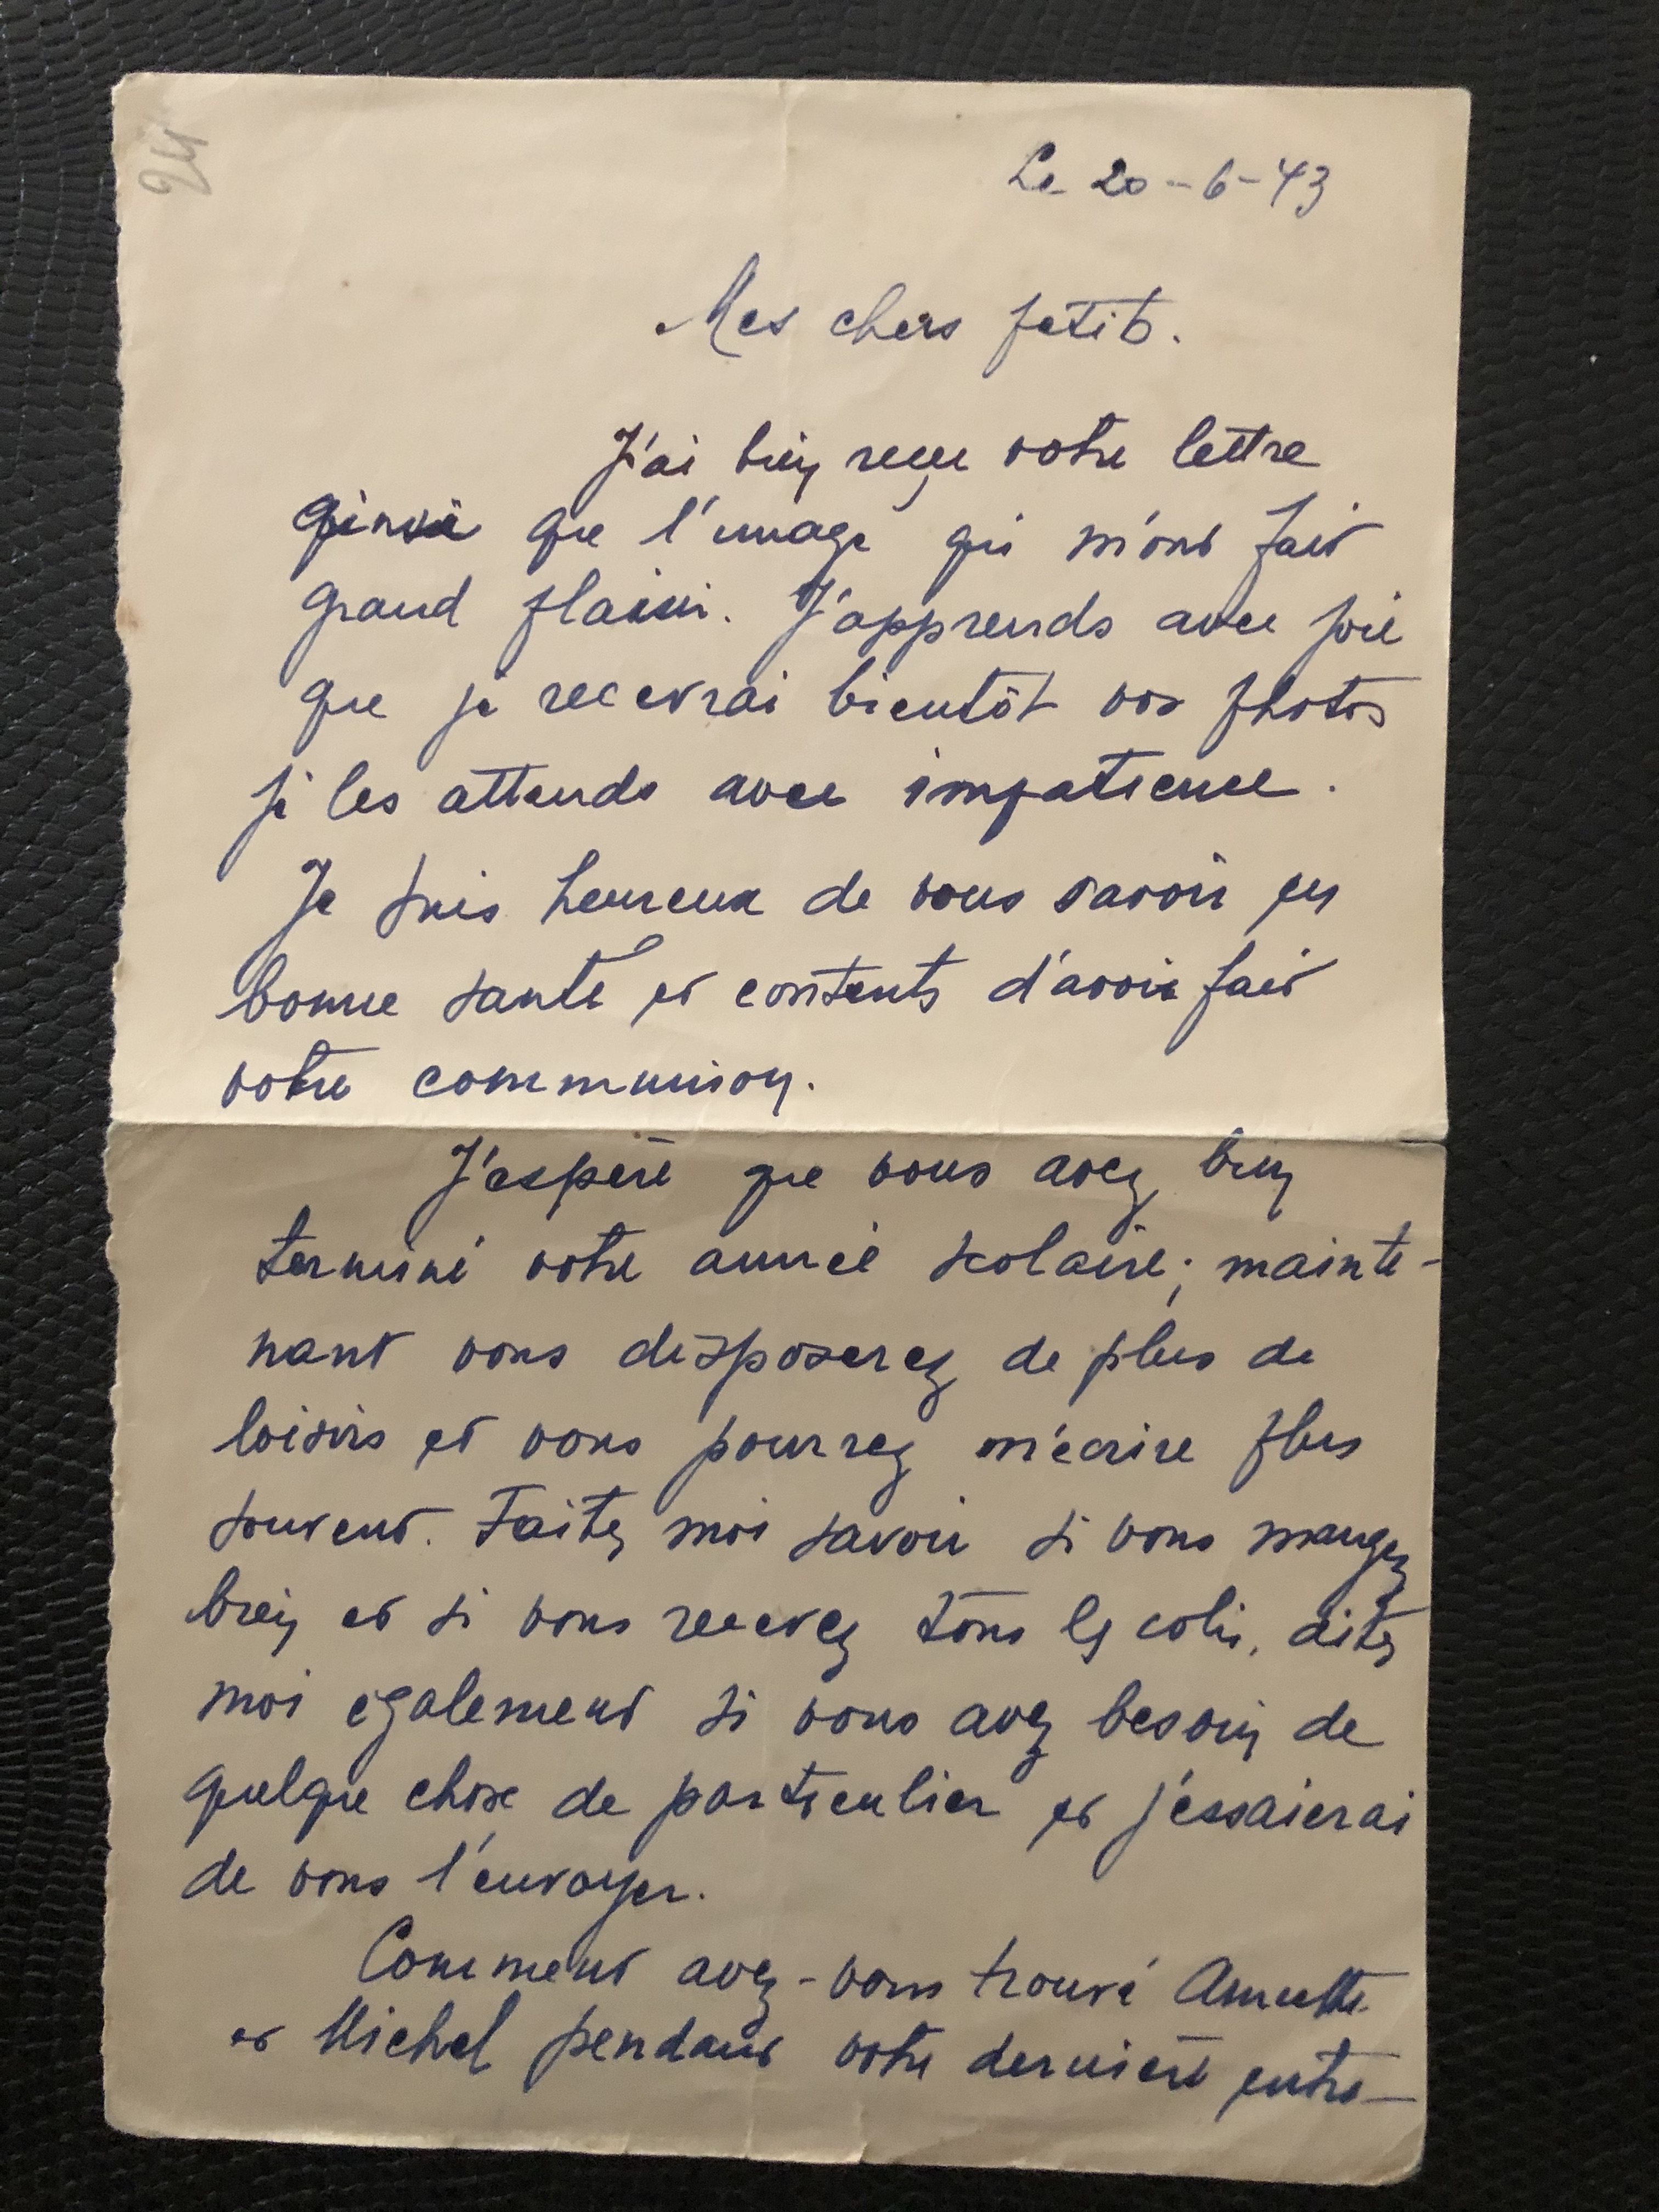 24
Le 20-6-43
Mes chers petits.
J'ai bien reçu votre lettre
ainsi que l'image qui m'ont fait
grand plaisir. J'apprends avec joie
que je recevrai bientôt vos photos
je les attends avec impatience.
Je suis heureux de vous savoir en
bonne santé et contents d'avoir fait
votre communion.
J'espère que vous avez bien
terminé votre année scolaire; mainte-
nant vous disposerez de plus de
loisirs et vous pourrez m'écrire plus
souvent. Faites moi savoir si vous mangez
bien et si vous recevez tous les colis, dites
moi également si vous avez besoin de
quelque chose de particulier et j'essaierai
de vous l'envoyer.
Comment avez-vous trouvé Annette
et Michel pendant votre dernière entre-